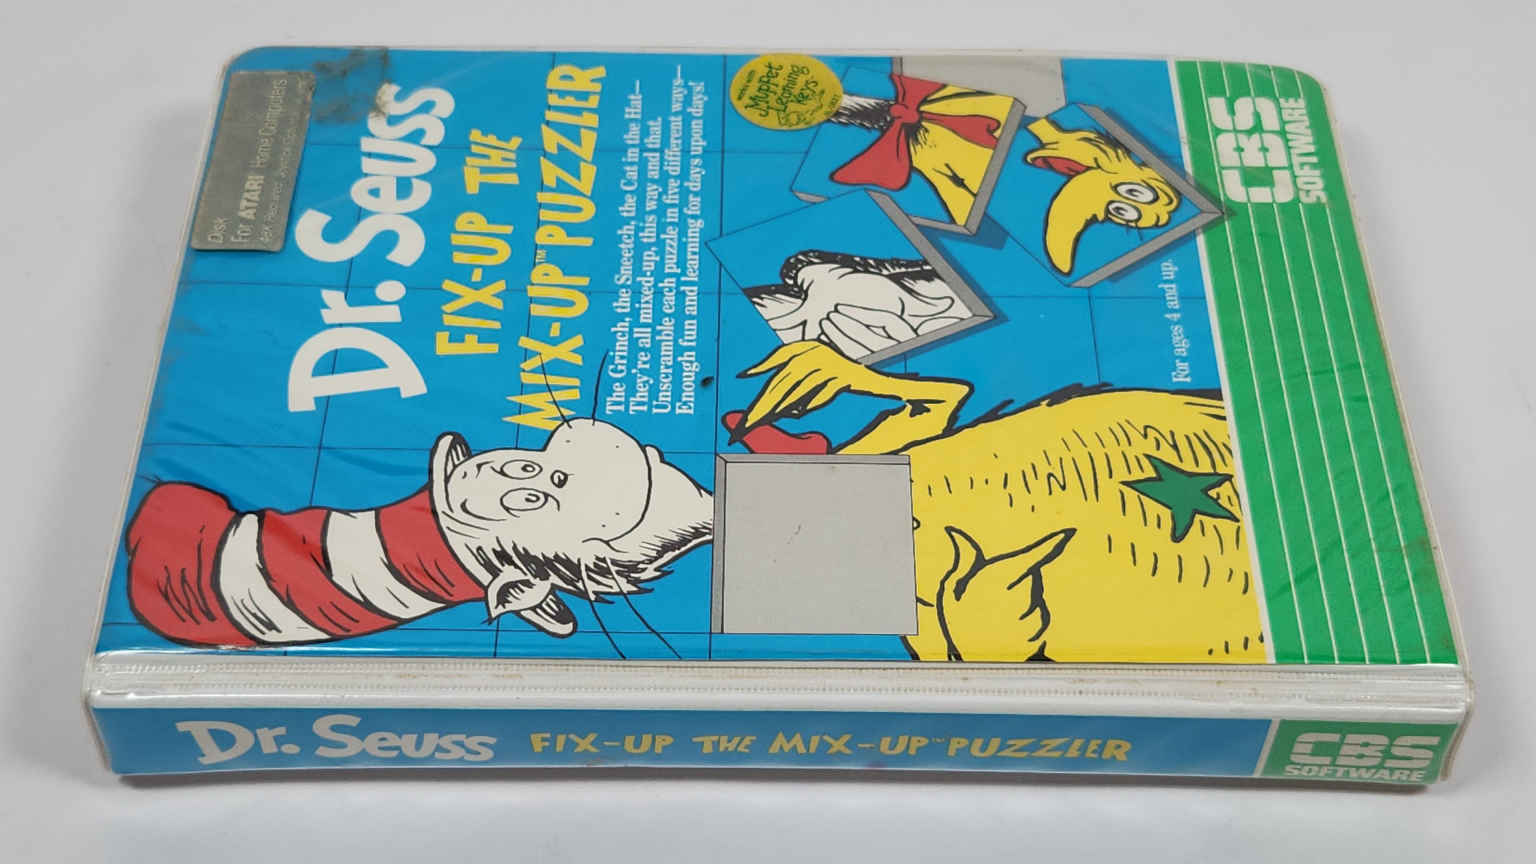 Disk
For ATARI Home Computers
48K Required
Dr. Seuss
FIX-UP THE
MIX-UP™ PUZZLER
The Grinch, the Sneetch, the Cat in the Hat—
They're all mixed-up, this way and that.
Unscramble each puzzle in five different ways—
Enough fun and learning for days upon days!
Muppet
Learning
Keys
For ages 4 and up.
CBS
SOFTWARE
Dr. Seuss FIX-UP THE MIX-UP™ PUZZLER
CBS
SOFTWARE